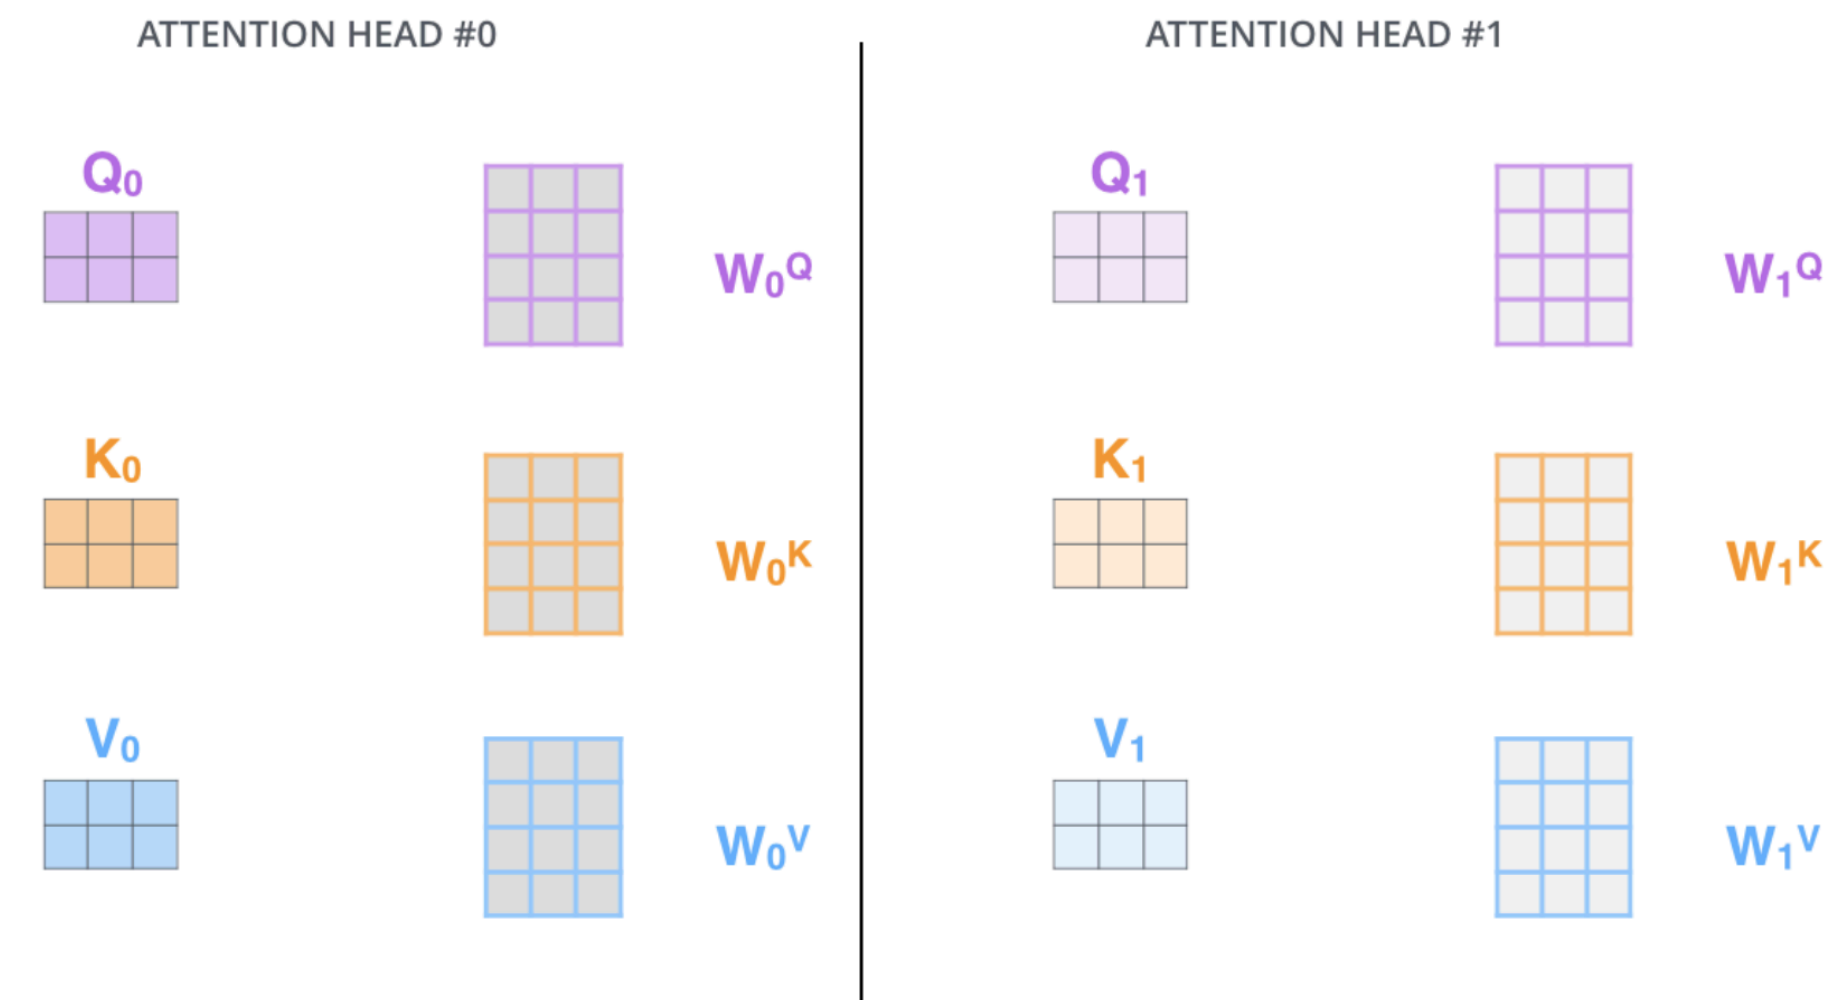 ATTENTION HEAD #0
ATTENTION HEAD #1
Q₀
W₀Q
K₀
W₀K
V₀
W₀V
Q₁
W₁Q
K₁
W₁K
V₁
W₁V